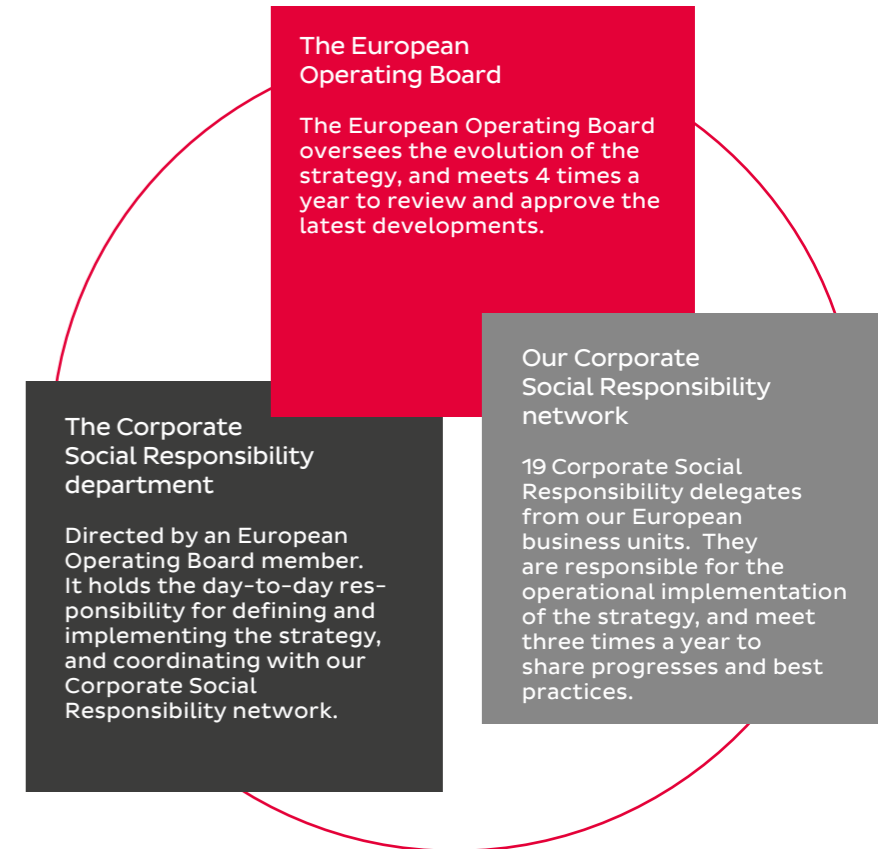 The European
Operating Board
The European Operating Board
oversees the evolution of the
strategy, and meets 4 times a
year to review and approve the
latest developments.
The Corporate
Social Responsibility
department
Directed by an European
Operating Board member.
It holds the day-to-day res-
ponsibility for defining and
implementing the strategy,
and coordinating with our
Corporate Social
Responsibility network.
Our Corporate
Social Responsibility
network
19 Corporate Social
Responsibility delegates
from our European
business units.  They
are responsible for the
operational implementation
of the strategy, and meet
three times a year to
share progresses and best
practices.